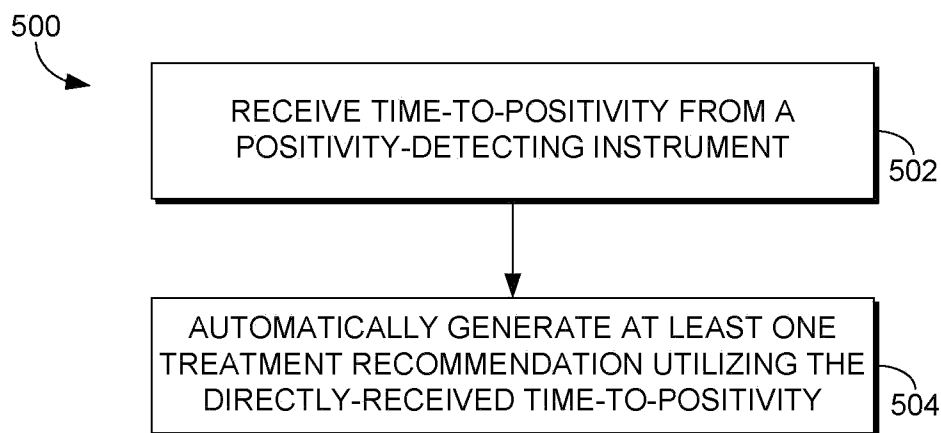 500
RECEIVE TIME-TO-POSITIVITY FROM A
POSITIVITY-DETECTING INSTRUMENT
502
AUTOMATICALLY GENERATE AT LEAST ONE
TREATMENT RECOMMENDATION UTILIZING THE
DIRECTLY-RECEIVED TIME-TO-POSITIVITY
504